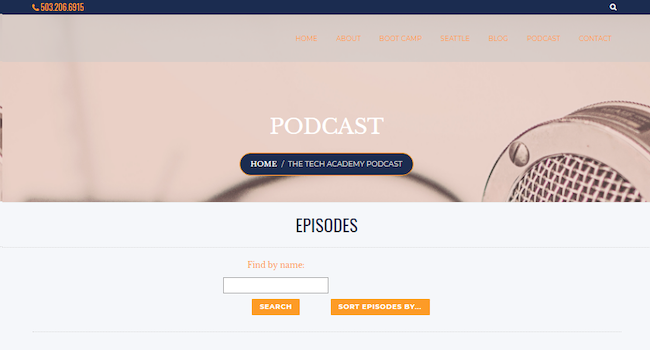 503.206.6915
HOME ABOUT BOOT CAMP SEATTLE BLOG PODCAST CONTACT
PODCAST
HOME / THE TECH ACADEMY PODCAST
EPISODES
Find by name:
SEARCH SORT EPISODES BY...